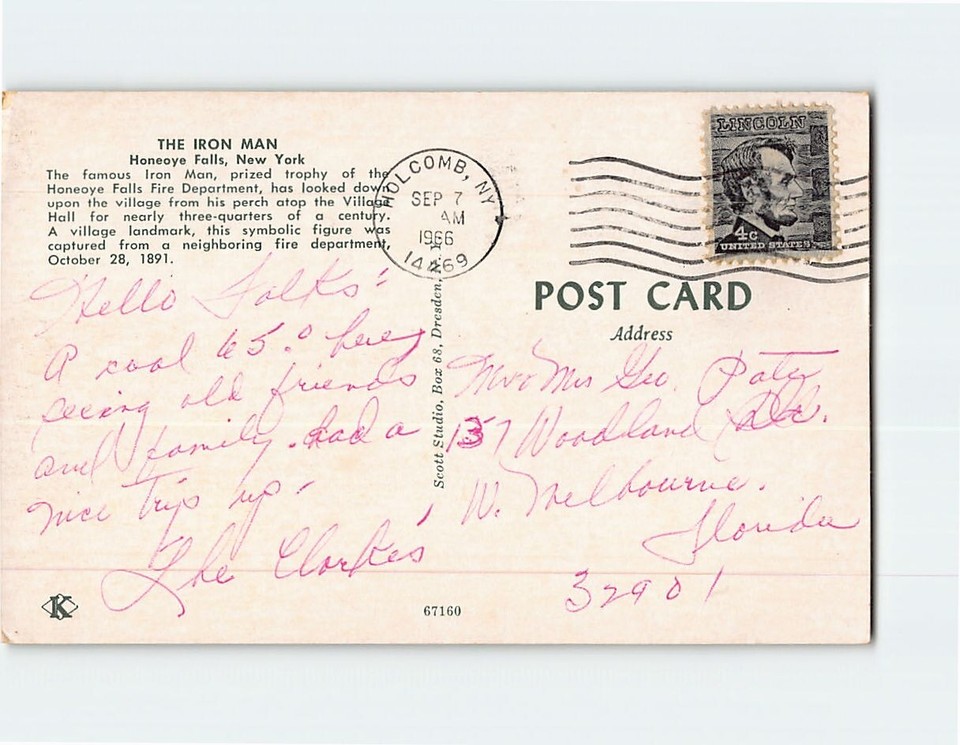 THE IRON MAN
Honeoye Falls, New York
The famous Iron Man, prized trophy of the
Honeoye Falls Fire Department, has looked down
upon the village from his perch atop the Village
Hall for nearly three-quarters of a century.
A village landmark, this symbolic figure was
captured from a neighboring fire department,
October 28, 1891.
Hello Folks:
A cool 65.° here
seeing old friends
and family. Had a
nice trip up.
The Clarkes
K
Scott Studio, Box 68, Dresden,
HOLCOMB, NY
SEP 7
AM
1966
14469
LINCOLN
4c
UNITED STATES
POST CARD
Address
Mr & Mrs Geo.
137 Woodland
W. Melbourne.
Florida
32901
67160